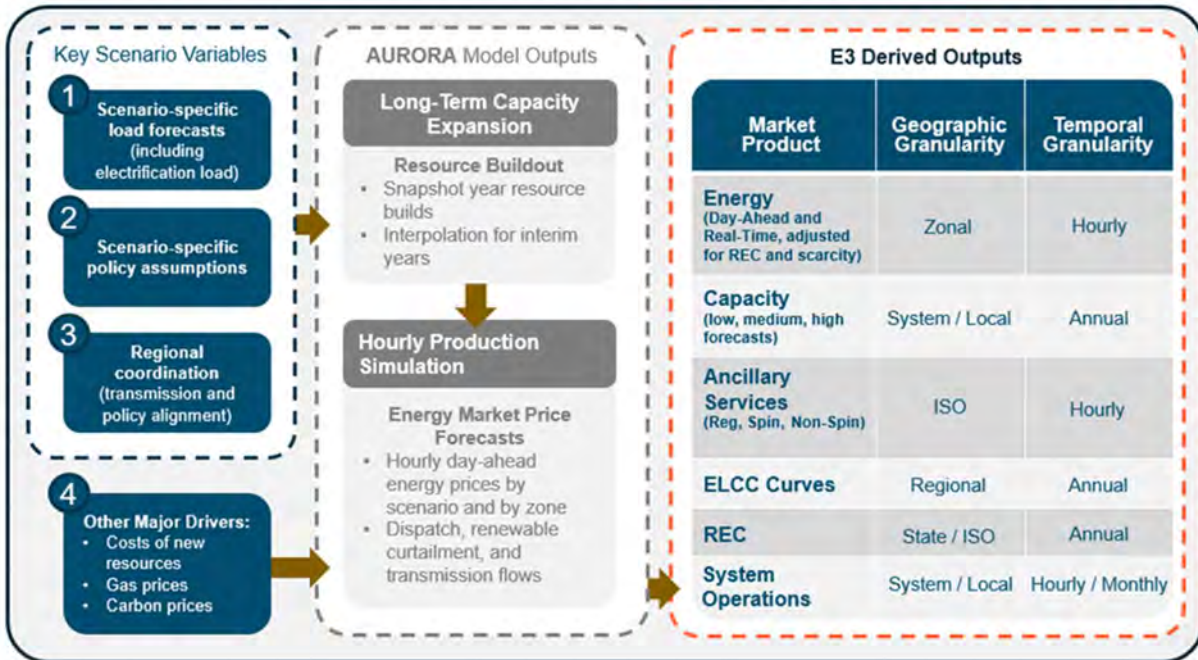 Key Scenario Variables
1
Scenario-specific
load forecasts
(including
electrification load)
2
Scenario-specific
policy assumptions
3
Regional
coordination
(transmission and
policy alignment)
4
Other Major Drivers:
• Costs of new
resources
• Gas prices
• Carbon prices
AURORA Model Outputs
Long-Term Capacity
Expansion
Resource Buildout
• Snapshot year resource
builds
• Interpolation for interim
years
Hourly Production
Simulation
Energy Market Price
Forecasts
• Hourly day-ahead
energy prices by
scenario and by zone
• Dispatch, renewable
curtailment, and
transmission flows
E3 Derived Outputs
Market
Product
Geographic
Granularity
Temporal
Granularity
Energy
(Day-Ahead and
Real-Time, adjusted
for REC and scarcity)
Zonal
Hourly
Capacity
(low, medium, high
forecasts)
System / Local
Annual
Ancillary
Services
(Reg, Spin, Non-Spin)
ISO
Hourly
ELCC Curves
Regional
Annual
REC
State / ISO
Annual
System
Operations
System / Local
Hourly / Monthly